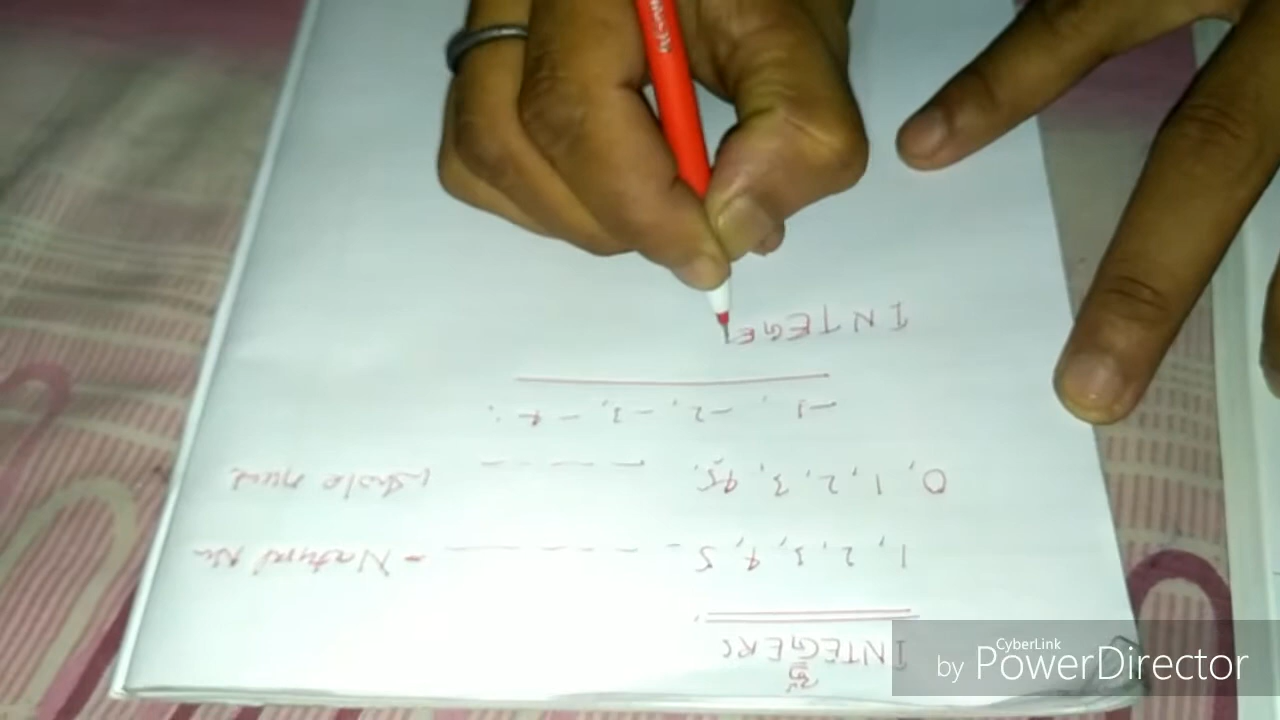 INTEGERS
1, 2, 3, 4, 5 - - - - - - - Natural Nu
0, 1, 2, 3, 4, 5, - - - - Whole num
-1, -2, -3, -4,
INTEGE
CyberLink
by PowerDirector